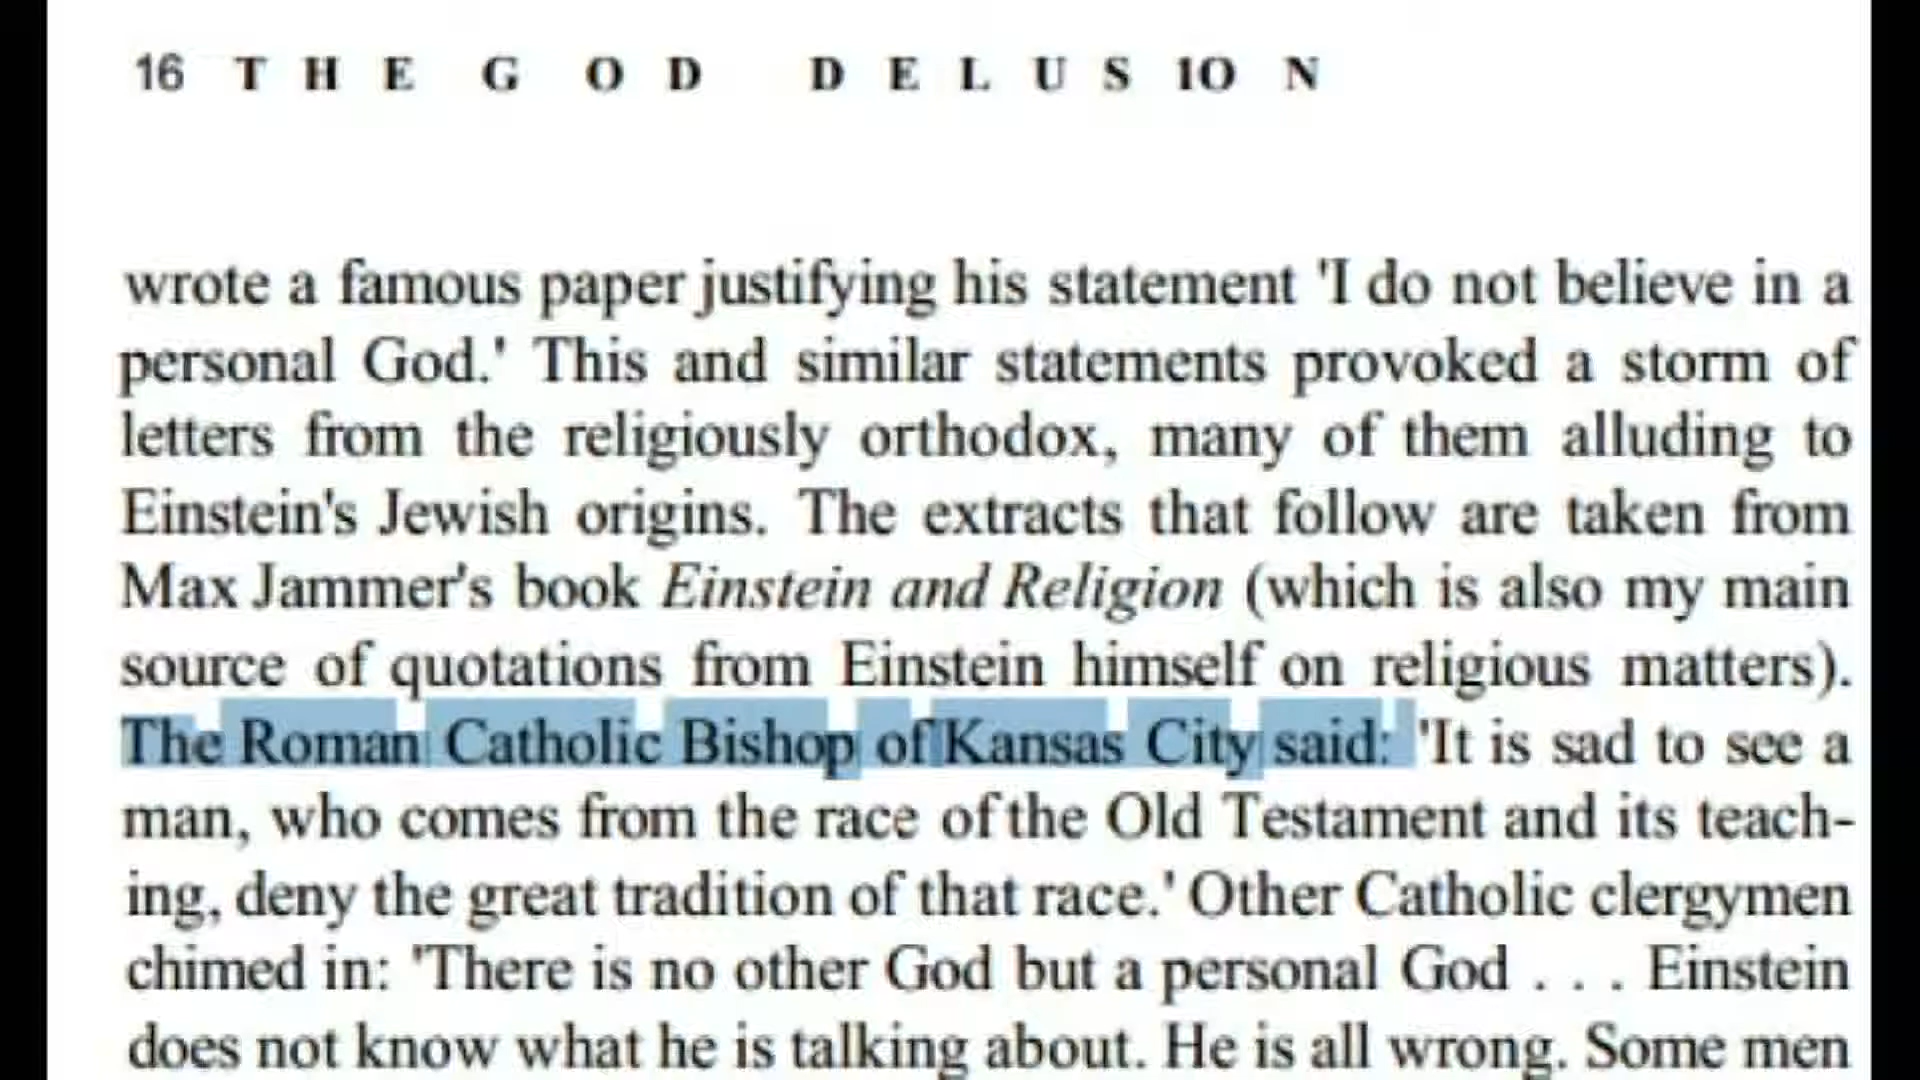 16 THE GOD DELUSION
wrote a famous paper justifying his statement 'I do not believe in a
personal God.' This and similar statements provoked a storm of
letters from the religiously orthodox, many of them alluding to
Einstein's Jewish origins. The extracts that follow are taken from
Max Jammer's book Einstein and Religion (which is also my main
source of quotations from Einstein himself on religious matters).
The Roman Catholic Bishop of Kansas City said: 'It is sad to see a
man, who comes from the race of the Old Testament and its teach-
ing, deny the great tradition of that race.' Other Catholic clergymen
chimed in: 'There is no other God but a personal God . . . Einstein
does not know what he is talking about. He is all wrong. Some men